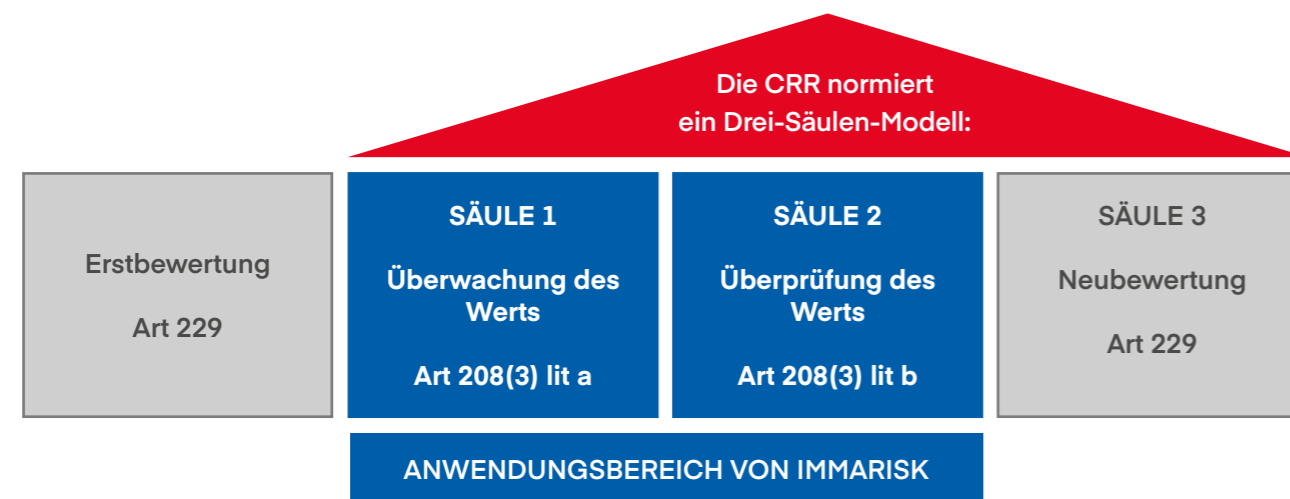 Die CRR normiert
ein Drei-Säulen-Modell:
Erstbewertung
Art 229
SÄULE 1
Überwachung des
Werts
Art 208(3) lit a
SÄULE 2
Überprüfung des
Werts
Art 208(3) lit b
SÄULE 3
Neubewertung
Art 229
ANWENDUNGSBEREICH VON IMMARISK